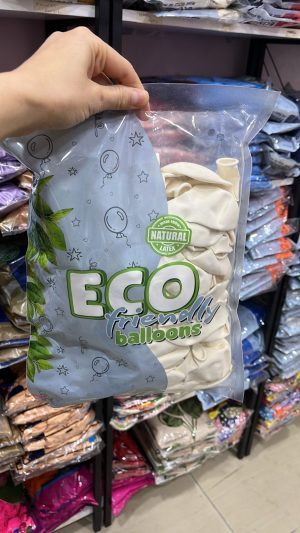 NATURAL
LATEX
ECO
friendly
balloons